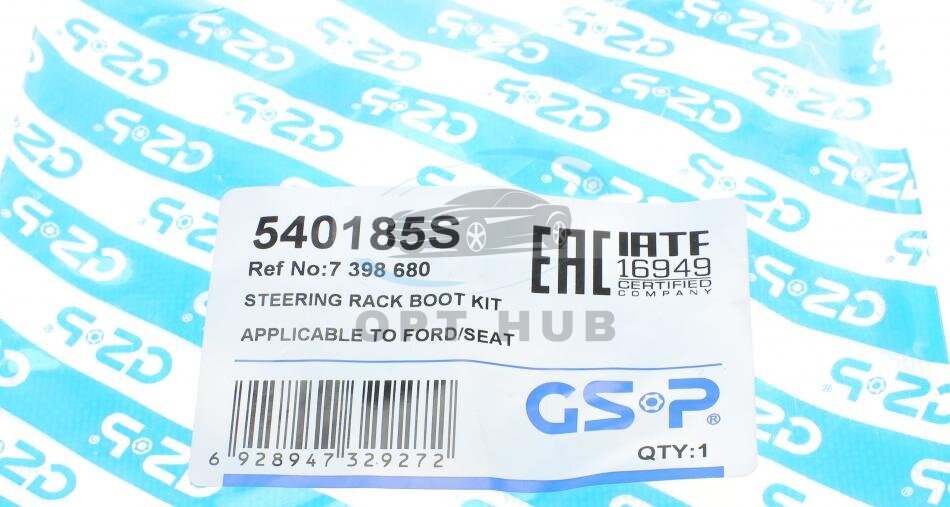 540185S
Ref No:7 398 680
STEERING RACK BOOT KIT
APPLICABLE TO FORD/SEAT
EAC
IATF
16949
CERTIFIED
COMPANY
OPT HUB
GSP®
QTY:1
6 928947 329272